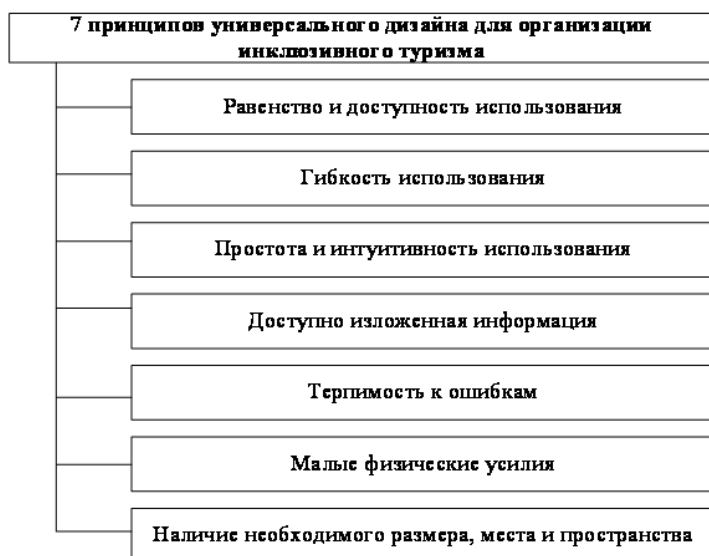 7 принципов универсального дизайна для организации
инклюзивного туризма
Равенство и доступность использования
Гибкость использования
Простота и интуитивность использования
Доступно изложенная информация
Терпимость к ошибкам
Малые физические усилия
Наличие необходимого размера, места и пространства